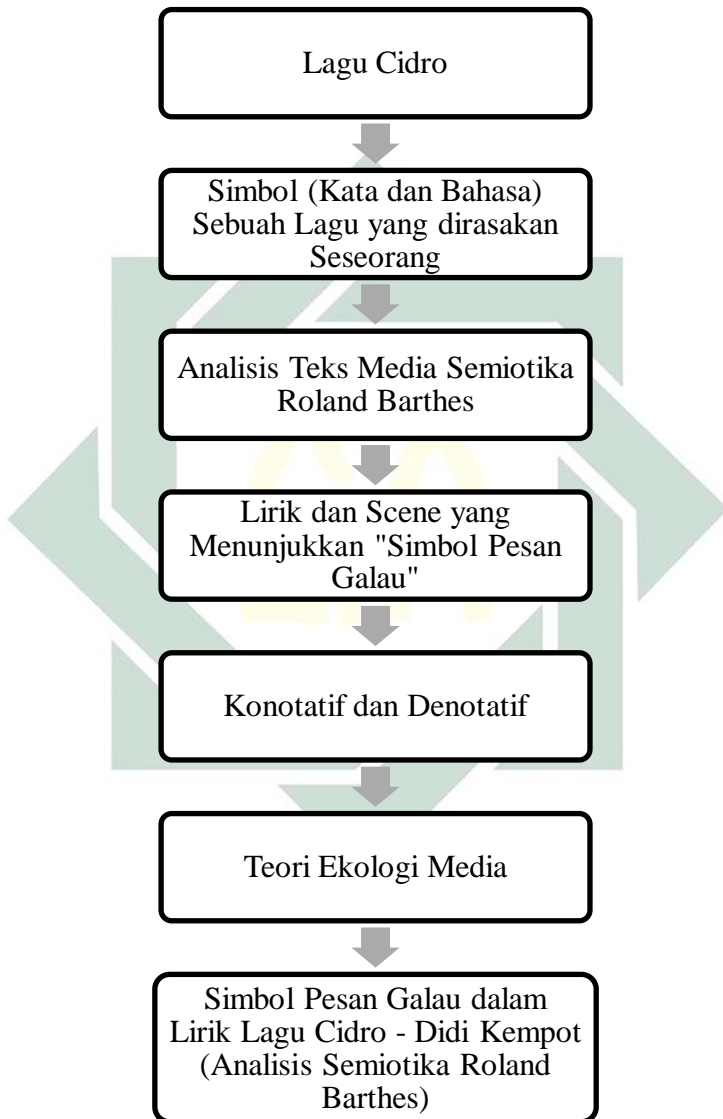 Lagu Cidro
Simbol (Kata dan Bahasa)
Sebuah Lagu yang dirasakan
Seseorang
Analisis Teks Media Semiotika
Roland Barthes
Lirik dan Scene yang
Menunjukkan "Simbol Pesan
Galau"
Konotatif dan Denotatif
Teori Ekologi Media
Simbol Pesan Galau dalam
Lirik Lagu Cidro - Didi Kempot
(Analisis Semiotika Roland
Barthes)